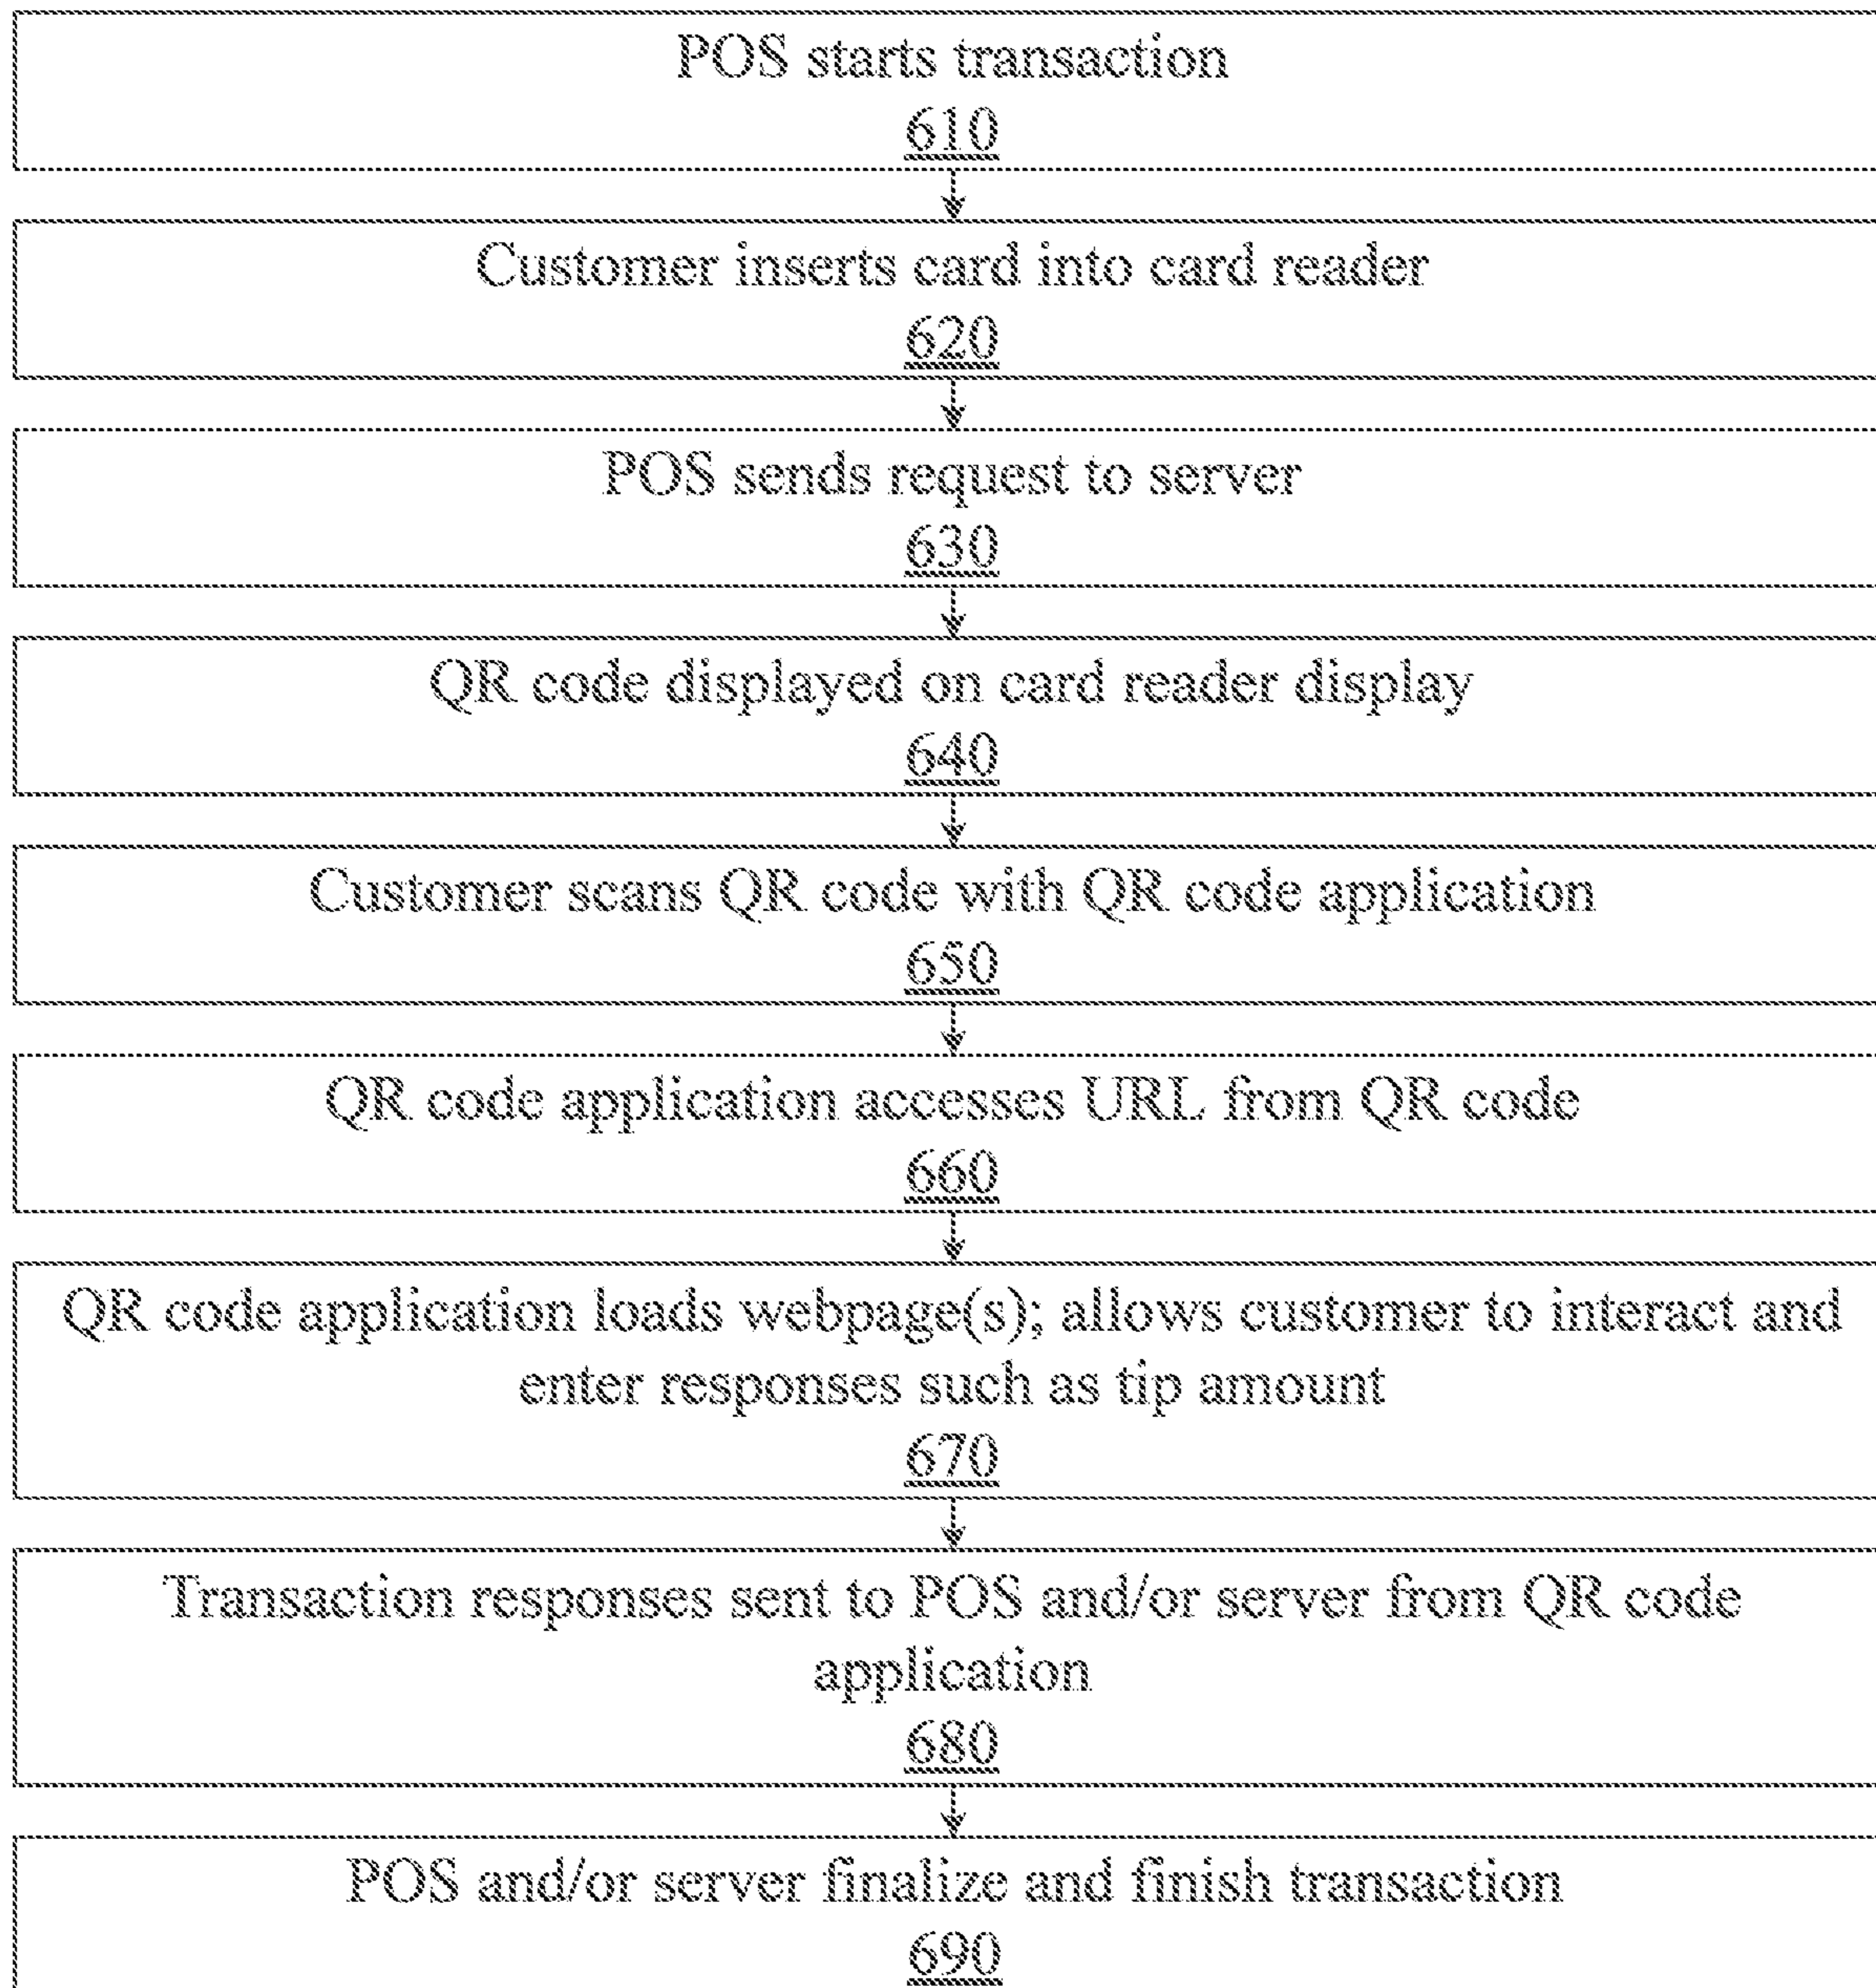 POS starts transaction
610
Customer inserts card into card reader
620
POS sends request to server
630
QR code displayed on card reader display
640
Customer scans QR code with QR code application
650
QR code application accesses URL from QR code
660
QR code application loads webpage(s); allows customer to interact and
enter responses such as tip amount
670
Transaction responses sent to POS and/or server from QR code
application
680
POS and/or server finalize and finish transaction
690